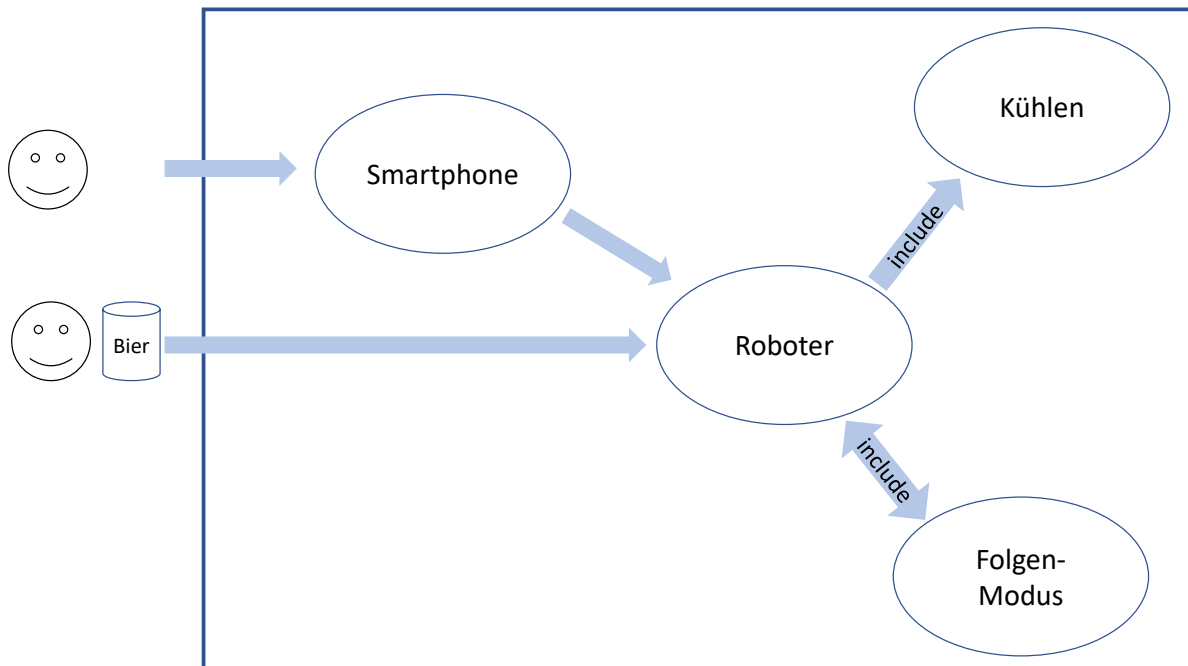 Kühlen
Smartphone
include
Bier
Roboter
include
Folgen-
Modus